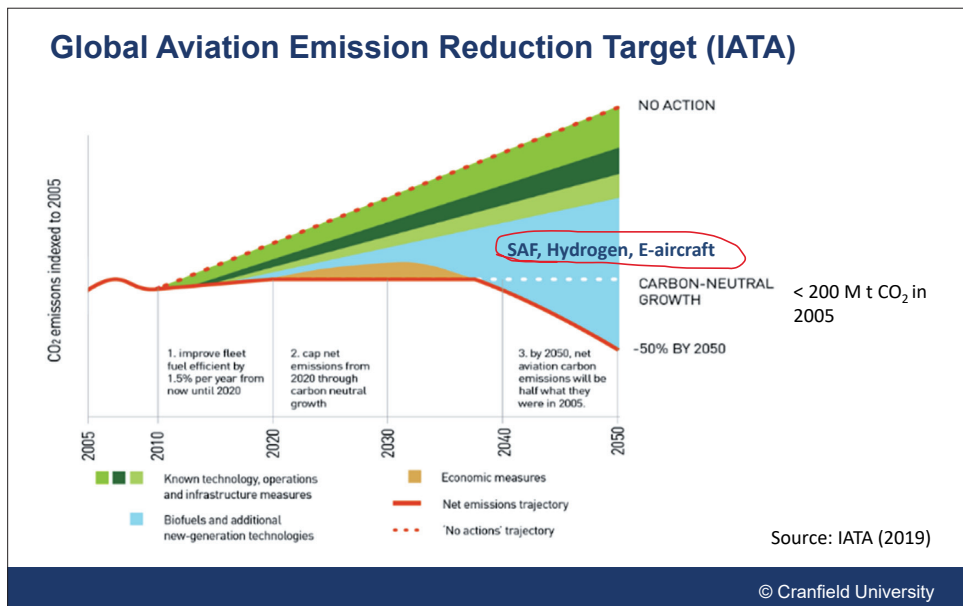 Global Aviation Emission Reduction Target (IATA)
NO ACTION
CO2 emissons indexed to 2005
SAF, Hydrogen, E-aircraft
CARBON-NEUTRAL
GROWTH
< 200 M t CO₂ in
2005
-50% BY 2050
1. improve fleet
fuel efficient by
1.5% per year from
now until 2020
2. cap net
emissions from
2020 through
carbon neutral
growth
3. by 2050, net
aviation carbon
emissions will be
half what they
were in 2005.
2005
2010
2020
2030
2040
2050
Known technology, operations
and infrastructure measures
Biofuels and additional
new-generation technologies
Economic measures
Net emissions trajectory
'No actions' trajectory
Source: IATA (2019)
© Cranfield University